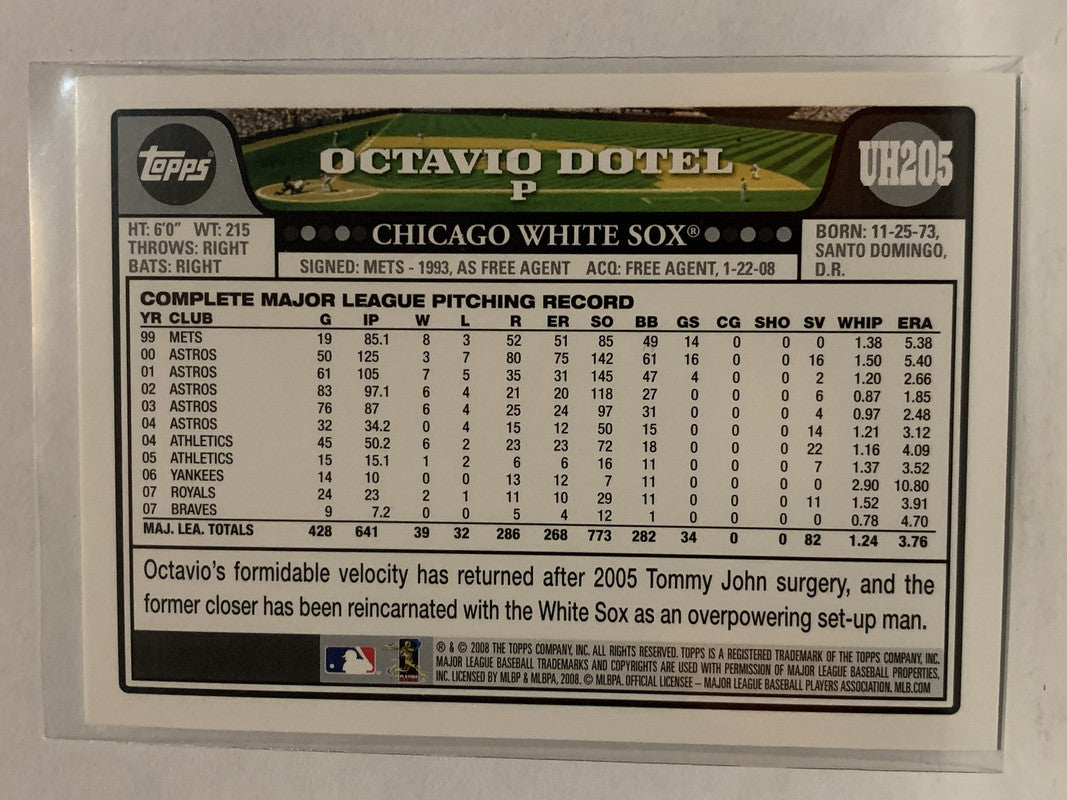 topps®
OCTAVIO DOTEL
P
UH205
HT: 6'0" WT: 215
THROWS: RIGHT
BATS: RIGHT
CHICAGO WHITE SOX®
SIGNED: METS - 1993, AS FREE AGENT ACQ: FREE AGENT, 1-22-08
BORN: 11-25-73,
SANTO DOMINGO,
D.R.
COMPLETE MAJOR LEAGUE PITCHING RECORD
YR CLUB G IP W L R ER SO BB GS CG SHO SV WHIP ERA
99 METS 19 85.1 8 3 52 51 85 49 14 0 0 0 1.38 5.38
00 ASTROS 50 125 3 7 80 75 142 61 16 0 0 16 1.50 5.40
01 ASTROS 61 105 7 5 35 31 145 47 4 0 0 2 1.20 2.66
02 ASTROS 83 97.1 6 4 21 20 118 27 0 0 0 6 0.87 1.85
03 ASTROS 76 87 6 4 25 24 97 31 0 0 0 4 0.97 2.48
04 ASTROS 32 34.2 0 4 15 12 50 15 0 0 0 14 1.21 3.12
04 ATHLETICS 45 50.2 6 2 23 23 72 18 0 0 0 22 1.16 4.09
05 ATHLETICS 15 15.1 1 2 6 6 16 11 0 0 0 7 1.37 3.52
06 YANKEES 14 10 0 0 13 12 7 11 0 0 0 0 2.90 10.80
07 ROYALS 24 23 2 1 11 10 29 11 0 0 0 11 1.52 3.91
07 BRAVES 9 7.2 0 0 5 4 12 1 0 0 0 0 0.78 4.70
MAJ. LEA. TOTALS 428 641 39 32 286 268 773 282 34 0 0 82 1.24 3.76
Octavio's formidable velocity has returned after 2005 Tommy John surgery, and the
former closer has been reincarnated with the White Sox as an overpowering set-up man.
® & © 2008 THE TOPPS COMPANY, INC. ALL RIGHTS RESERVED. TOPPS IS A REGISTERED TRADEMARK OF THE TOPPS COMPANY, INC.
MAJOR LEAGUE BASEBALL TRADEMARKS AND COPYRIGHTS ARE USED WITH PERMISSION OF MAJOR LEAGUE BASEBALL PROPERTIES,
INC. LICENSED BY MLBP & MLBPA, 2008. © MLBPA. OFFICIAL LICENSEE – MAJOR LEAGUE BASEBALL PLAYERS ASSOCIATION. MLB.COM